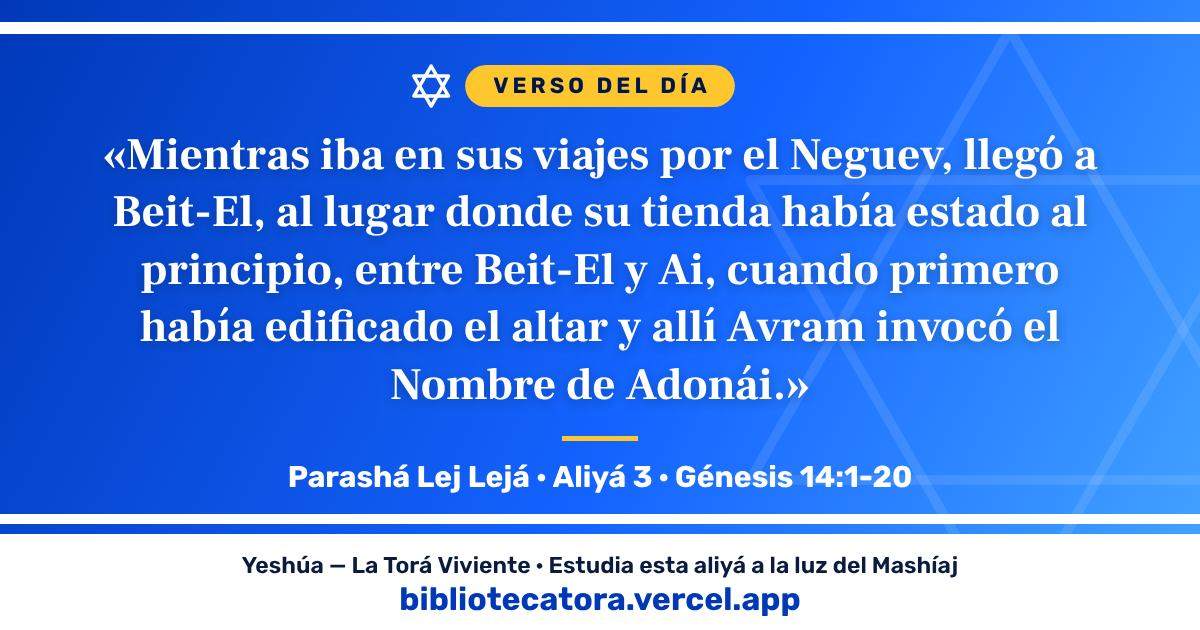 VERSO DEL DÍA
«Mientras iba en sus viajes por el Neguev, llegó a
Beit-El, al lugar donde su tienda había estado al
principio, entre Beit-El y Ai, cuando primero
había edificado el altar y allí Avram invocó el
Nombre de Adonái.»
Parashá Lej Lejá • Aliyá 3 • Génesis 14:1-20
Yeshúa — La Torá Viviente • Estudia esta aliyá a la luz del Mashíaj
bibliotecatora.vercel.app